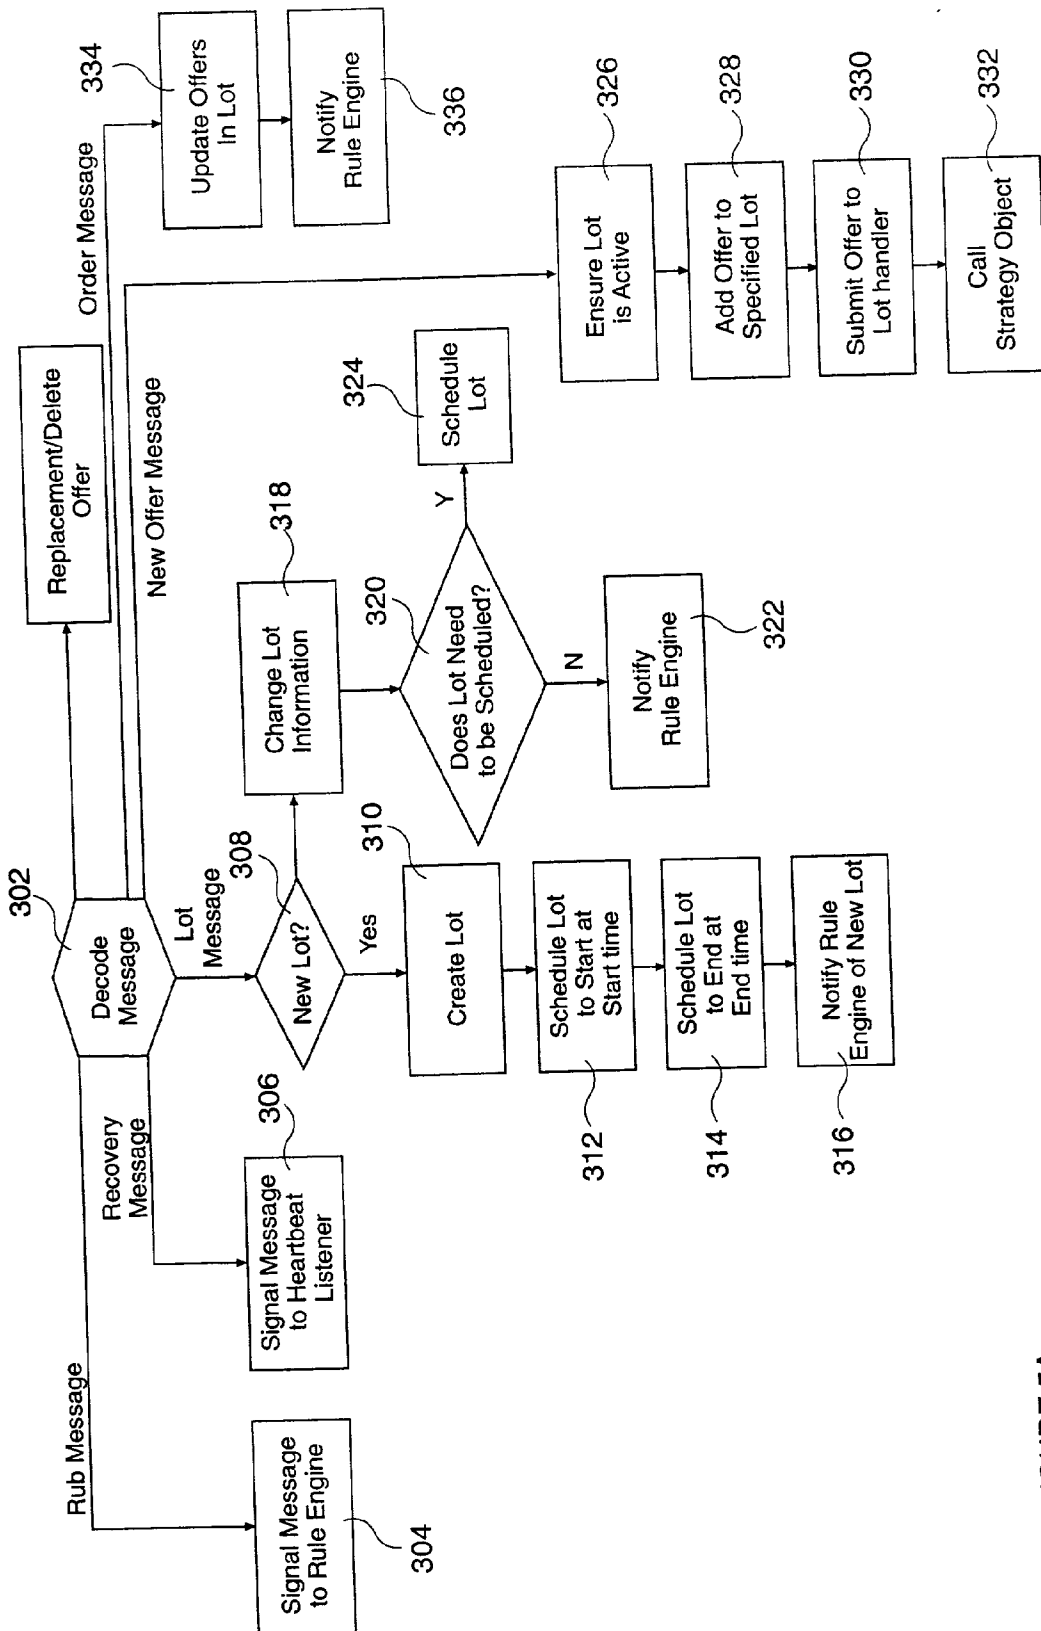 302
Decode
Message
Rub Message
Signal Message
to Rule Engine
304
Recovery
Message
Signal Message
to Heartbeat
Listener
306
Lot
Message
New Lot?
308
Yes
Create Lot
310
Schedule Lot
to Start at
Start time
312
Schedule Lot
to End at
End time
314
Notify Rule
Engine of New Lot
316
Change Lot
Information
318
Does Lot Need
to be Scheduled?
320
N
Notify
Rule Engine
322
Y
Schedule
Lot
324
Replacement/Delete
Offer
New Offer Message
Ensure Lot
is Active
326
Add Offer to
Specified Lot
328
Submit Offer to
Lot handler
330
Call
Strategy Object
332
Order Message
Update Offers
In Lot
334
Notify
Rule Engine
336